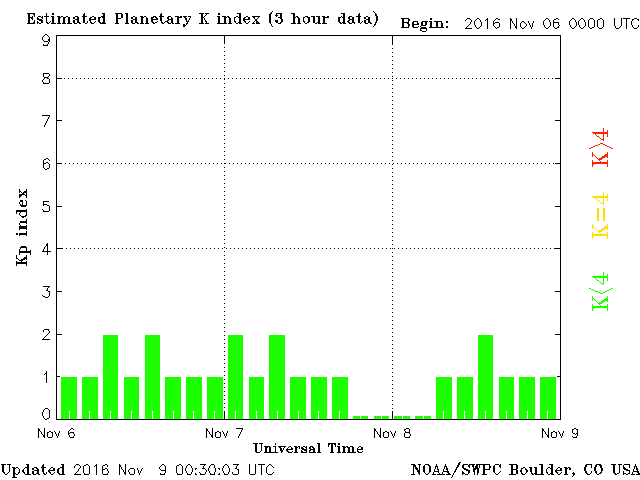 Estimated Planetary K index (3 hour data) Begin: 2016 Nov 06 0000 UTC
9
8
7
6
5
4
3
2
1
0
Kp index
K>4
K=4
K<4
Nov 6 Nov 7 Nov 8 Nov 9
Universal Time
Updated 2016 Nov 9 00:30:03 UTC NOAA/SWPC Boulder, CO USA